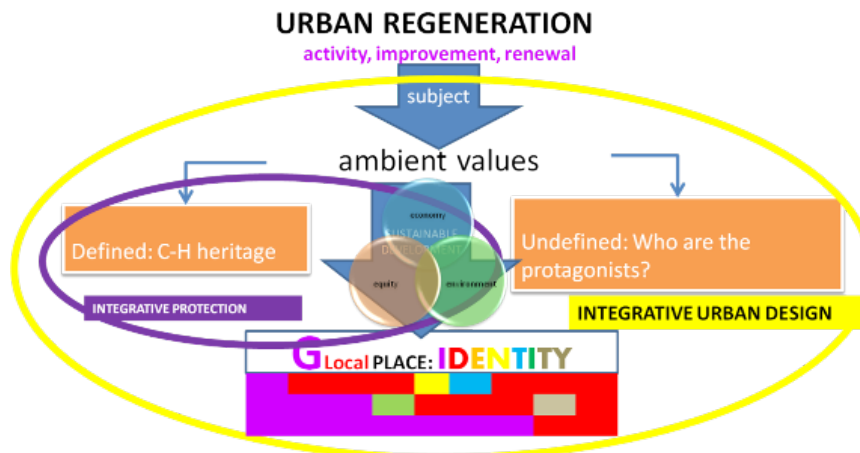 URBAN REGENERATION
activity, improvement, renewal
subject
ambient values
economy
SUSTAINABLE
DEVELOPMENT
equity
environment
Defined: C-H heritage
Undefined: Who are the
protagonists?
INTEGRATIVE PROTECTION
INTEGRATIVE URBAN DESIGN
GLocal PLACE: IDENTITY